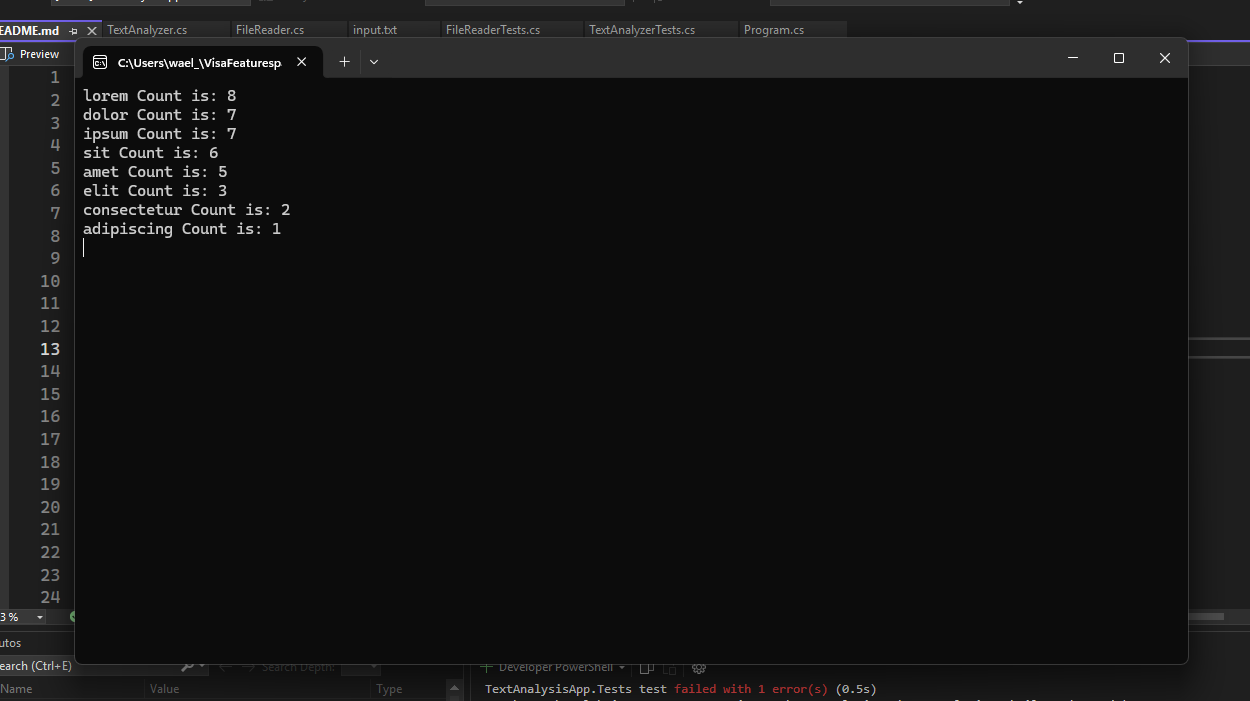 EADME.md
TextAnalyzer.cs
FileReader.cs
input.txt
FileReaderTests.cs
TextAnalyzerTests.cs
Program.cs
Preview
C:\Users\wael_\VisaFeaturesp
1
2
3
4
5
6
7
8
9
10
11
12
13
14
15
16
17
18
19
20
21
22
23
24
lorem Count is: 8
dolor Count is: 7
ipsum Count is: 7
sit Count is: 6
amet Count is: 5
elit Count is: 3
consectetur Count is: 2
adipiscing Count is: 1
3 %
utos
earch (Ctrl+E)
Search Depth:
Developer PowerShell
Name
Value
Type
TextAnalysisApp.Tests test failed with 1 error(s) (0.5s)